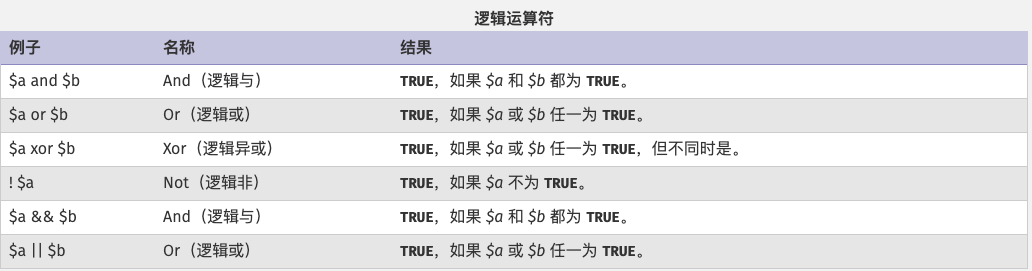 逻辑运算符
例子 名称 结果
$a and $b And（逻辑与） TRUE，如果 $a 和 $b 都为 TRUE。
$a or $b Or（逻辑或） TRUE，如果 $a 或 $b 任一为 TRUE。
$a xor $b Xor（逻辑异或） TRUE，如果 $a 或 $b 任一为 TRUE，但不同时是。
! $a Not（逻辑非） TRUE，如果 $a 不为 TRUE。
$a && $b And（逻辑与） TRUE，如果 $a 和 $b 都为 TRUE。
$a || $b Or（逻辑或） TRUE，如果 $a 或 $b 任一为 TRUE。